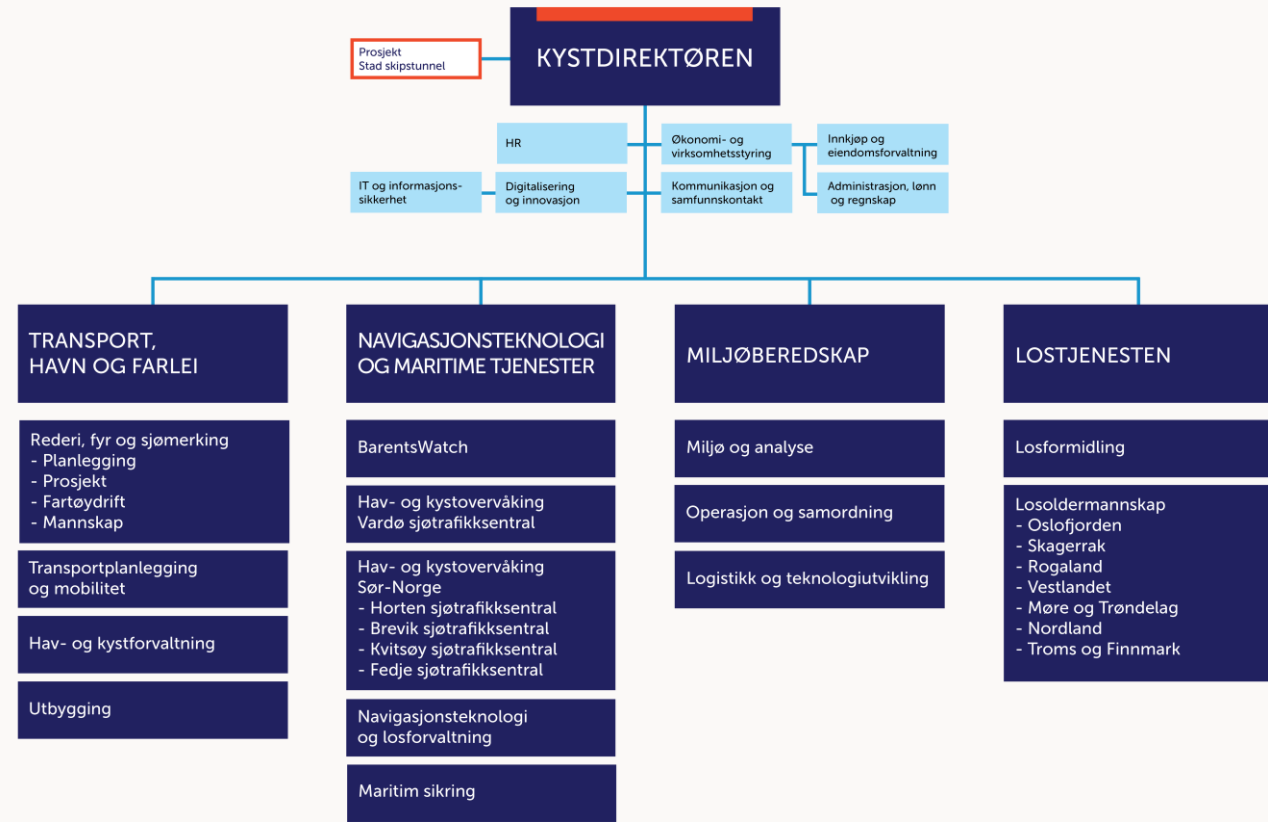 KYSTDIREKTØREN
Prosjekt
Stad skipstunnel
HR
Økonomi- og
virksomhetsstyring
Innkjøp og
eiendomsforvaltning
IT og informasjons-
sikkerhet
Digitalisering
og innovasjon
Kommunikasjon og
samfunnskontakt
Administrasjon, lønn
og regnskap
TRANSPORT,
HAVN OG FARLEI
Rederi, fyr og sjømerking
- Planlegging
- Prosjekt
- Fartøydrift
- Mannskap
Transportplanlegging
og mobilitet
Hav- og kystforvaltning
Utbygging
NAVIGASJONSTEKNOLOGI
OG MARITIME TJENESTER
BarentsWatch
Hav- og kystovervåking
Vardø sjøtrafikksentral
Hav- og kystovervåking
Sør-Norge
- Horten sjøtrafikksentral
- Brevik sjøtrafikksentral
- Kvitsøy sjøtrafikksentral
- Fedje sjøtrafikksentral
Navigasjonsteknologi
og losforvaltning
Maritim sikring
MILJØBEREDSKAP
Miljø og analyse
Operasjon og samordning
Logistikk og teknologiutvikling
LOSTJENESTEN
Losformidling
Losoldermannskap
- Oslofjorden
- Skagerrak
- Rogaland
- Vestlandet
- Møre og Trøndelag
- Nordland
- Troms og Finnmark